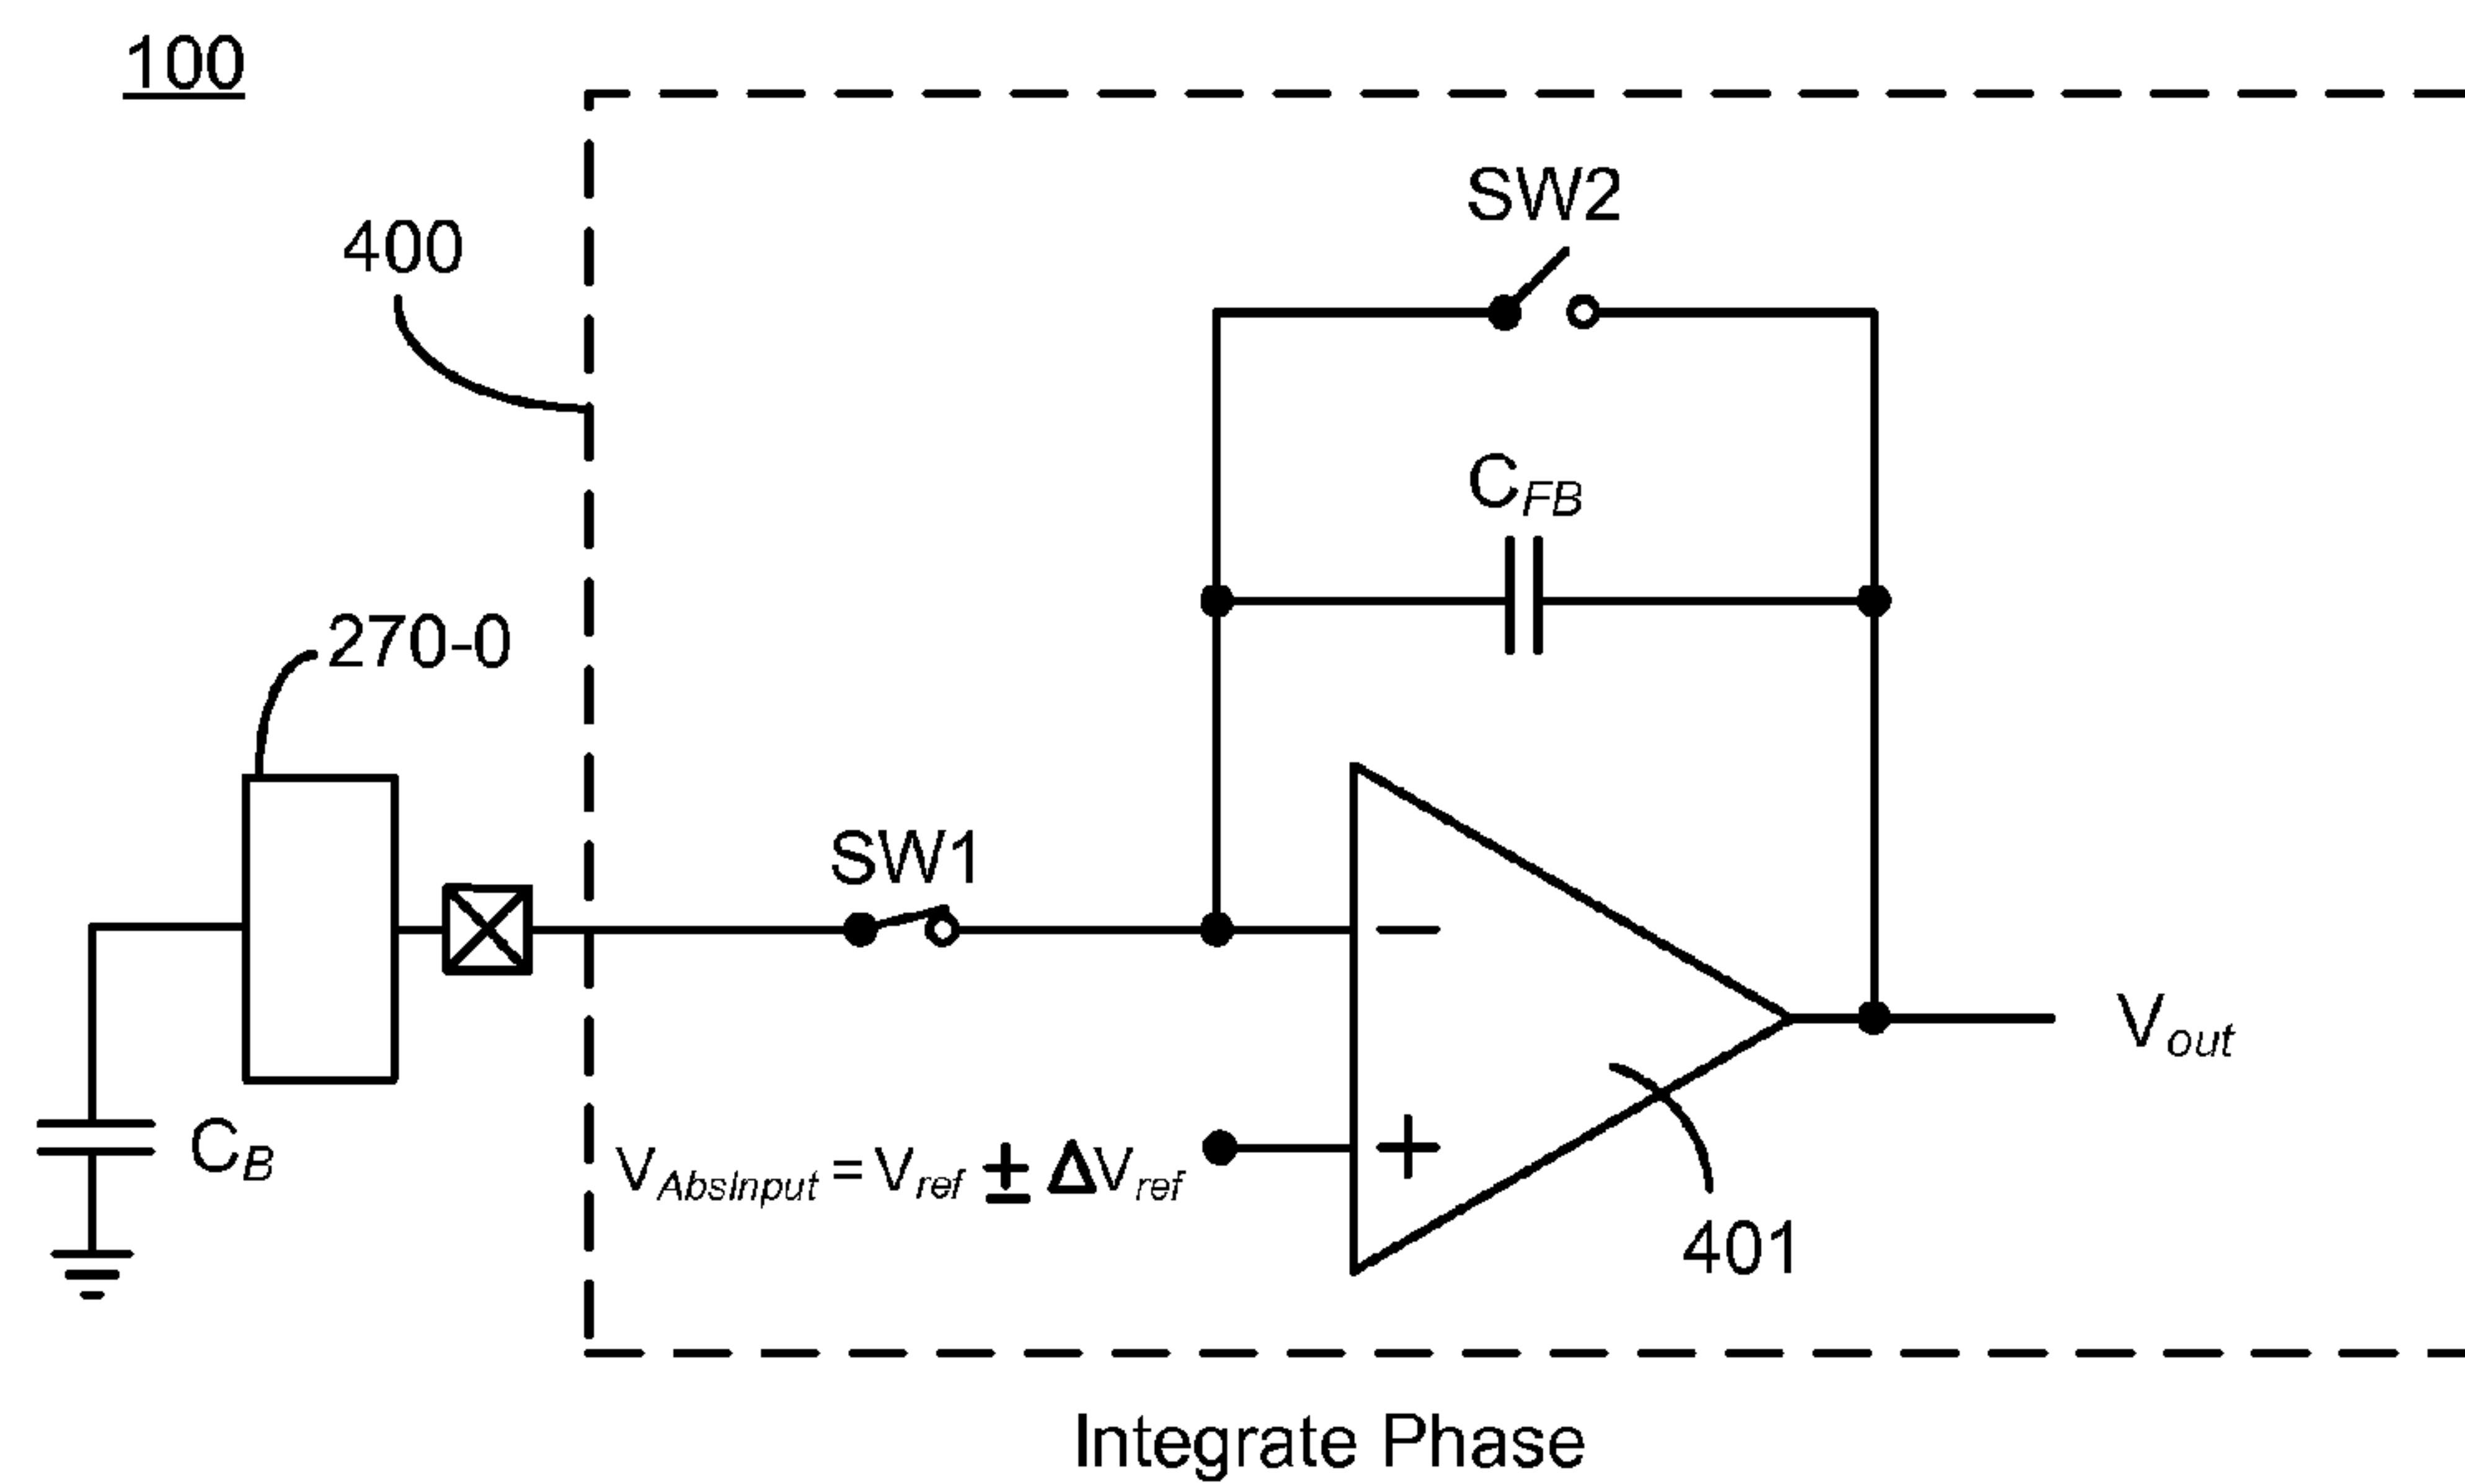 100
SW2
400
C_FB
270-0
SW1
−
V_out
C_B
V_AbsInput = V_ref ± ΔV_ref
+
401
Integrate Phase